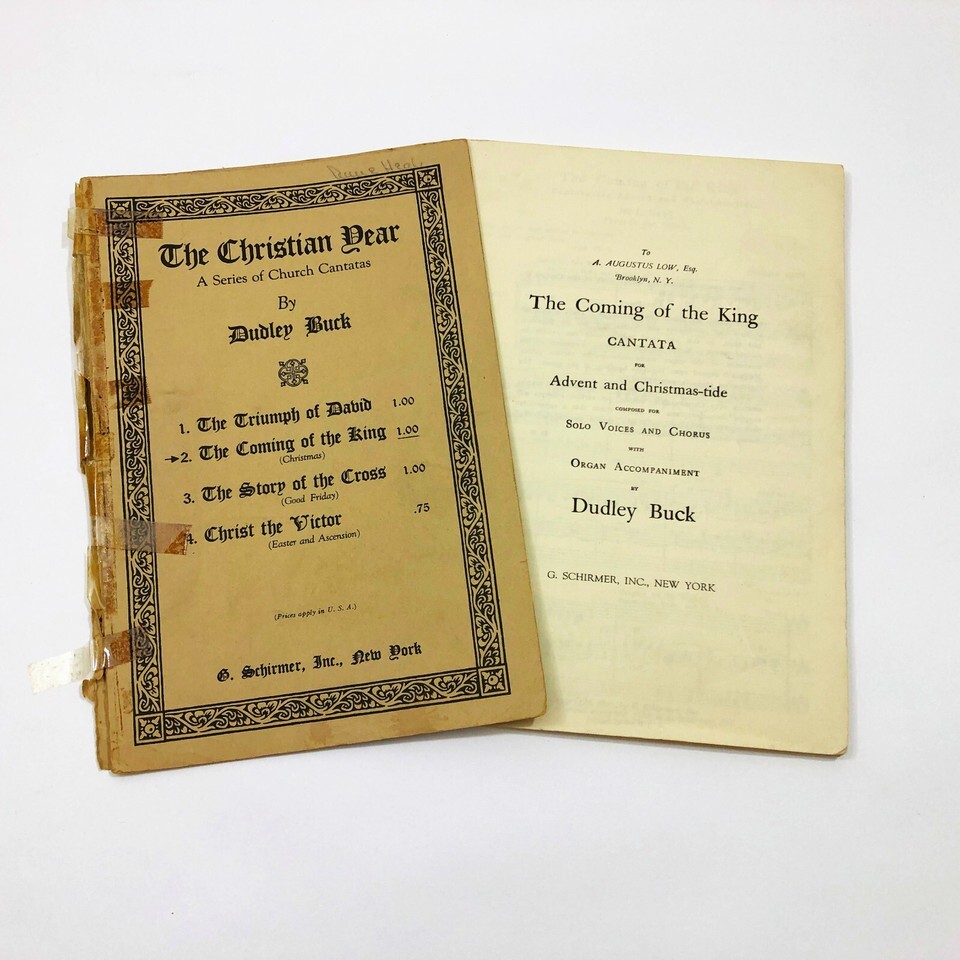 The Christian Year
A Series of Church Cantatas
By
Dudley Buck
1. The Triumph of David 1.00
2. The Coming of the King 1.00
(Christmas)
3. The Story of the Cross 1.00
(Good Friday)
4. Christ the Victor .75
(Easter and Ascension)
(Prices apply in U. S. A.)
G. Schirmer, Inc., New York
To
A. AUGUSTUS LOW, Esq.
Brooklyn, N. Y.
The Coming of the King
CANTATA
FOR
Advent and Christmas-tide
COMPOSED FOR
SOLO VOICES AND CHORUS
WITH
ORGAN ACCOMPANIMENT
BY
Dudley Buck
G. SCHIRMER, INC., NEW YORK